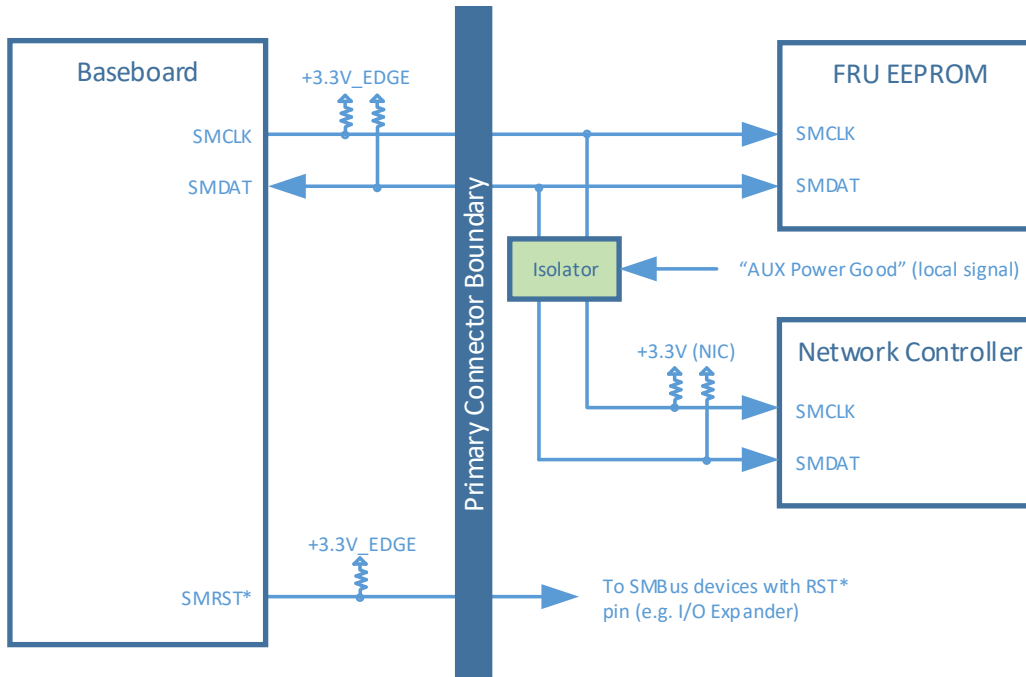 Baseboard
+3.3V_EDGE
SMCLK
SMDAT
+3.3V_EDGE
SMRST*
Primary Connector Boundary
FRU EEPROM
SMCLK
SMDAT
Isolator
“AUX Power Good” (local signal)
+3.3V (NIC)
Network Controller
SMCLK
SMDAT
To SMBus devices with RST*
pin (e.g. I/O Expander)